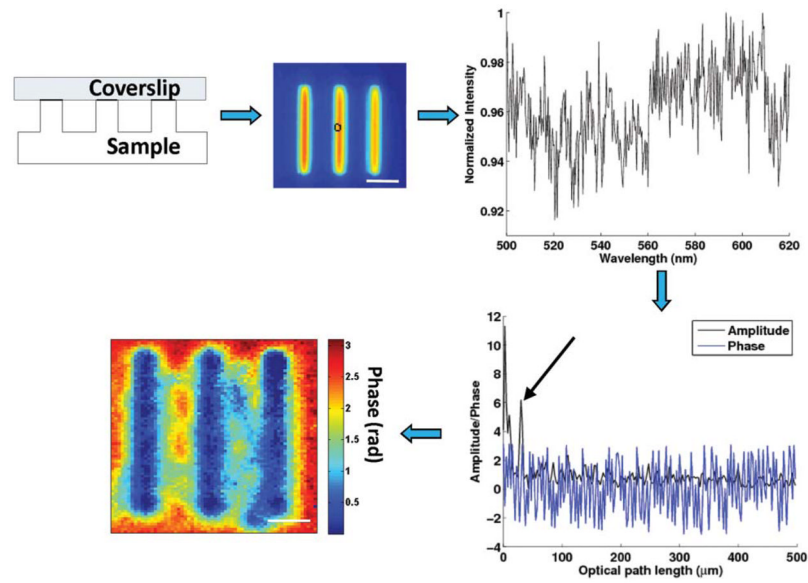 Coverslip
Sample
Normalized Intensity
1
0.98
0.96
0.94
0.92
500 520 540 560 580 600 620
Wavelength (nm)
Phase (rad)
3
2.5
2
1.5
1
0.5
Amplitude/Phase
12
10
8
6
4
2
0
−2
−4
Amplitude
Phase
0 100 200 300 400 500
Optical path length (μm)